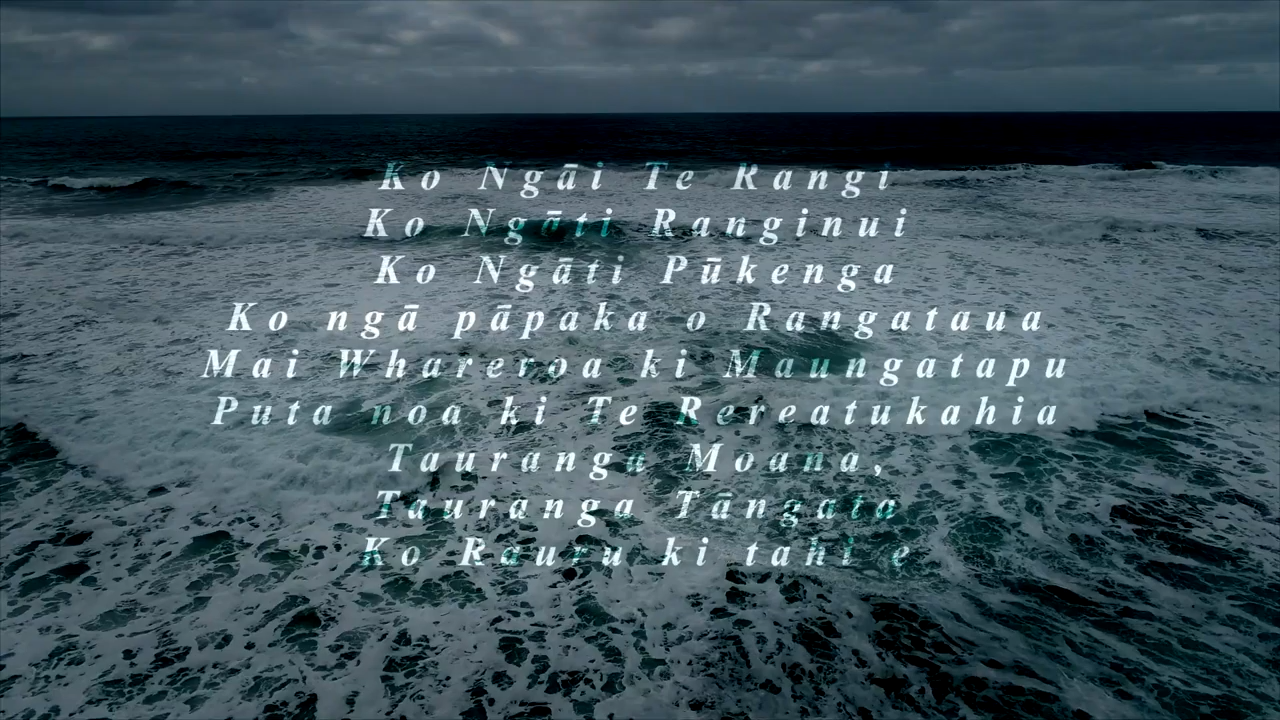 Ko Ngāi Te Rangi
Ko Ngāti Ranginui
Ko Ngāti Pūkenga
Ko ngā pāpaka o Rangataua
Mai Whareroa ki Maungatapu
Puta noa ki Te Rereatukahia
Tauranga Moana,
Tauranga Tāngata
Ko Rauru ki tahi e